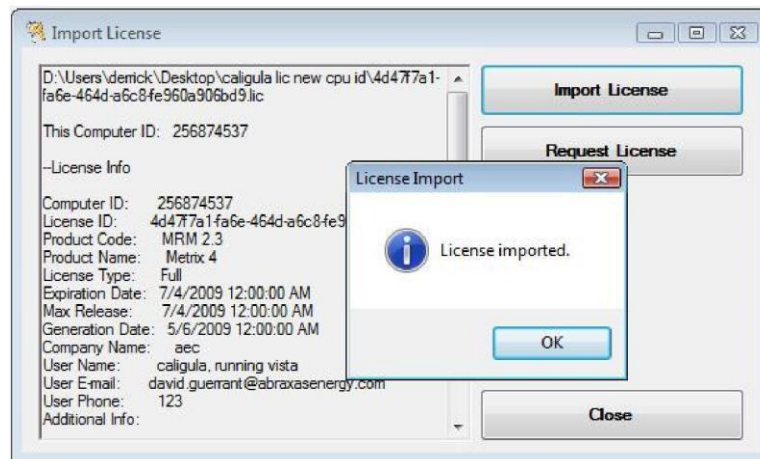 Import License
D:\Users\derrick\Desktop\caligula lic new cpu id\4d47f7a1-
fa6e-464d-a6c8-fe960a906bd9.lic
This Computer ID: 256874537
--License Info
Computer ID: 256874537
License ID: 4d47f7a1-fa6e-464d-a6c8-fe9
Product Code: MRM 2.3
Product Name: Metrix 4
License Type: Full
Expiration Date: 7/4/2009 12:00:00 AM
Max Release: 7/4/2009 12:00:00 AM
Generation Date: 5/6/2009 12:00:00 AM
Company Name: aec
User Name: caligula, running vista
User E-mail: david.guerrant@abraxasenergy.com
User Phone: 123
Additional Info:
Import License
Request License
License Import
License imported.
OK
Close